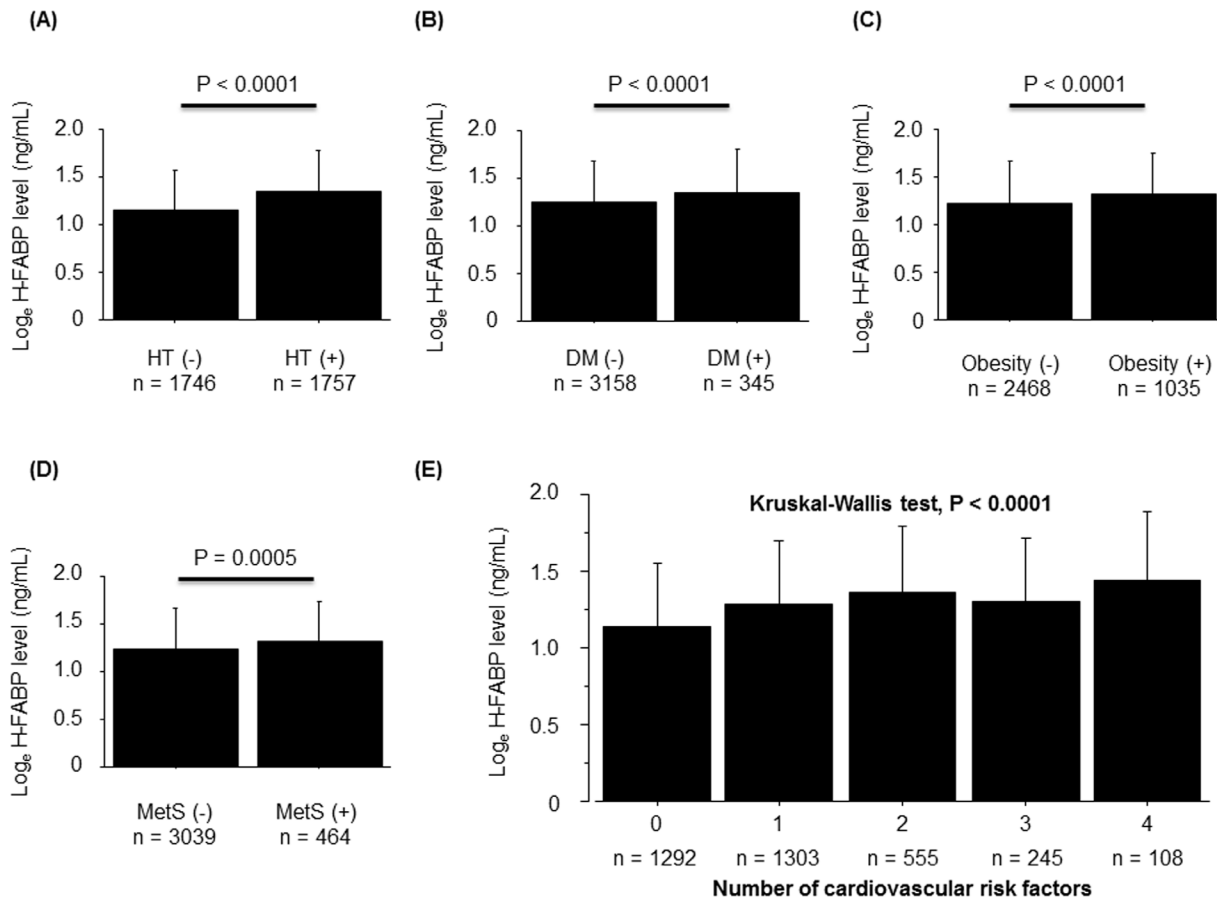 (A)
P < 0.0001
Logₑ H-FABP level (ng/mL)
2.0
1.5
1.0
0.5
0
HT (-)
HT (+)
n = 1746
n = 1757
(B)
P < 0.0001
Logₑ H-FABP level (ng/mL)
2.0
1.5
1.0
0.5
0
DM (-)
DM (+)
n = 3158
n = 345
(C)
P < 0.0001
Logₑ H-FABP level (ng/mL)
2.0
1.5
1.0
0.5
0
Obesity (-)
Obesity (+)
n = 2468
n = 1035
(D)
P = 0.0005
Logₑ H-FABP level (ng/mL)
2.0
1.5
1.0
0.5
0
MetS (-)
MetS (+)
n = 3039
n = 464
(E)
Kruskal-Wallis test, P < 0.0001
Logₑ H-FABP level (ng/mL)
2.0
1.5
1.0
0.5
0
0 1 2 3 4
n = 1292 n = 1303 n = 555 n = 245 n = 108
Number of cardiovascular risk factors